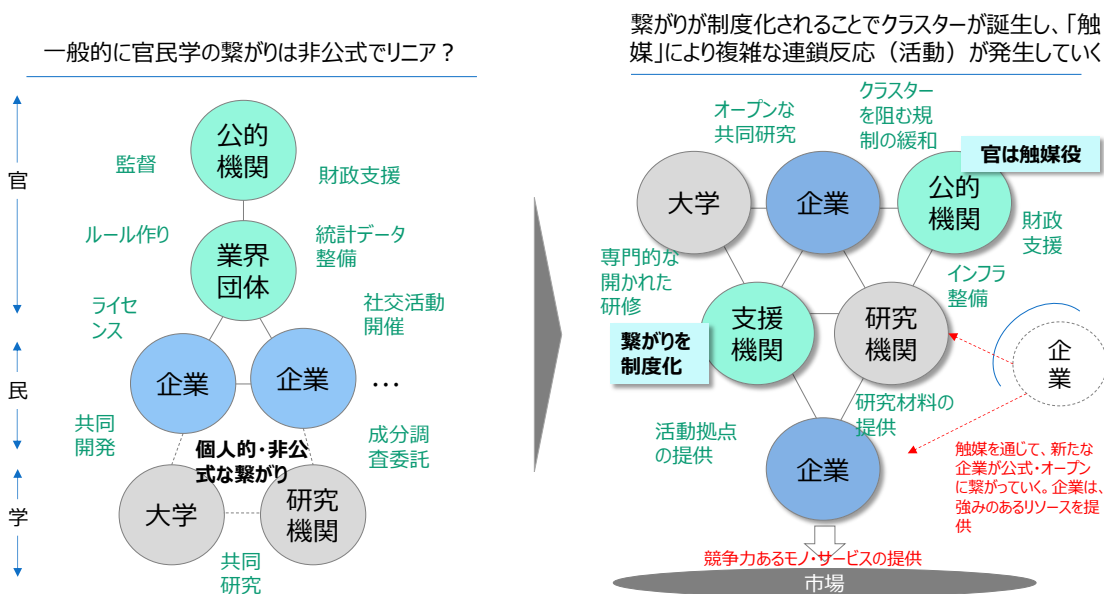 一般的に官民学の繋がりは非公式でリニア？
官
民
学
公的
機関
監督
財政支援
ルール作り
業界
団体
統計データ
整備
ライセ
ンス
社交活動
開催
企業
企業
…
共同
開発
個人的・非公
式な繋がり
成分調
査委託
大学
研究
機関
共同
研究
繋がりが制度化されることでクラスターが誕生し、「触
媒」により複雑な連鎖反応（活動）が発生していく
オープンな
共同研究
クラスター
を阻む規
制の緩和
官は触媒役
大学
企業
公的
機関
財政
支援
専門的な
開かれた
研修
インフラ
整備
支援
機関
研究
機関
繋がりを
制度化
企
業
活動拠点
の提供
研究材料の
提供
企業
触媒を通じて、新たな
企業が公式・オープン
に繋がっていく。企業は、
強みのあるリソースを提
供
競争力あるモノ・サービスの提供
市場